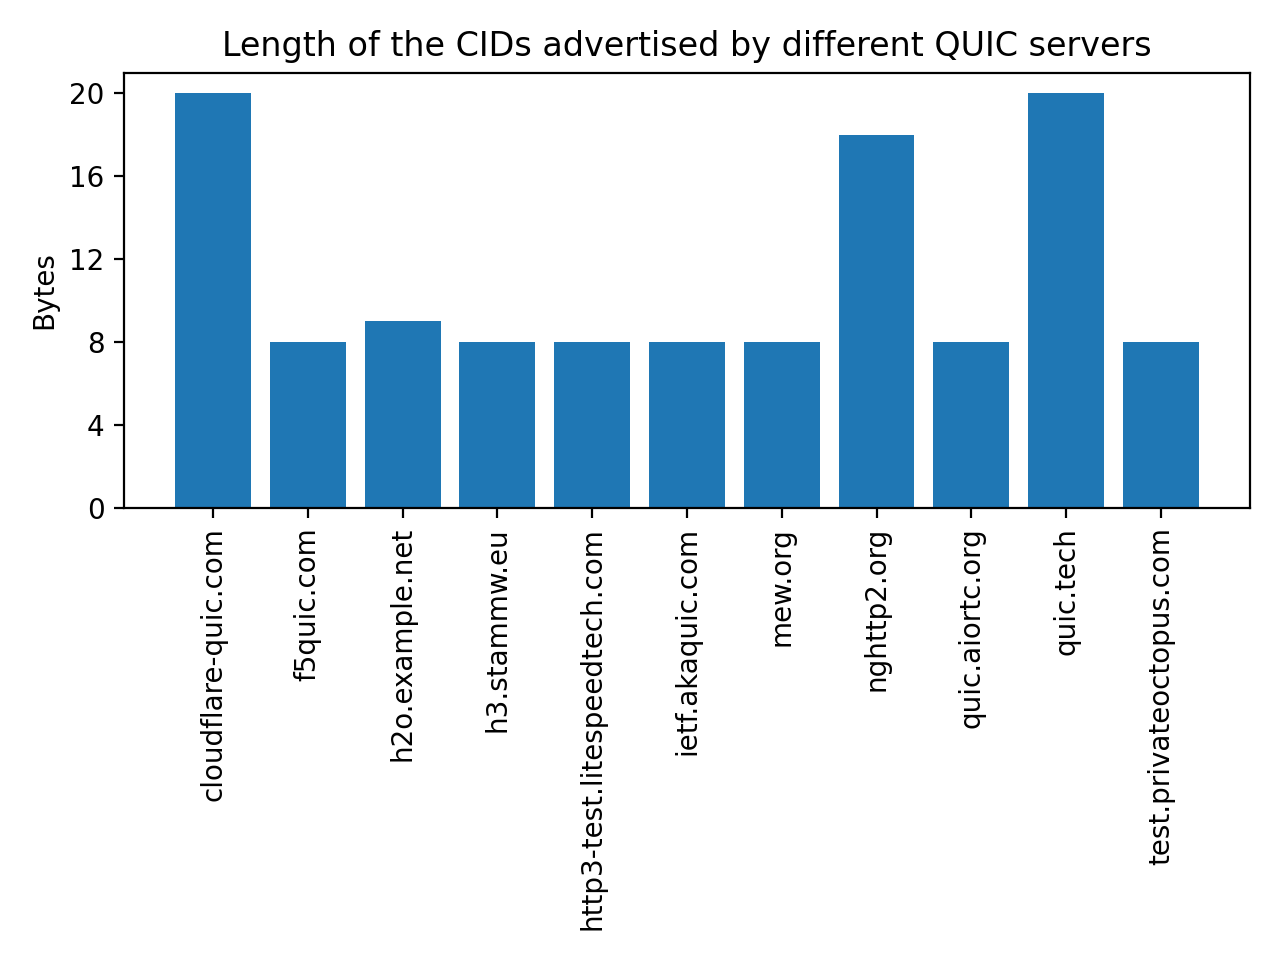 Length of the CIDs advertised by different QUIC servers
Bytes
20
16
12
8
4
0
cloudflare-quic.com
f5quic.com
h2o.example.net
h3.stammw.eu
http3-test.litespeedtech.com
ietf.akaquic.com
mew.org
nghttp2.org
quic.aiortc.org
quic.tech
test.privateoctopus.com